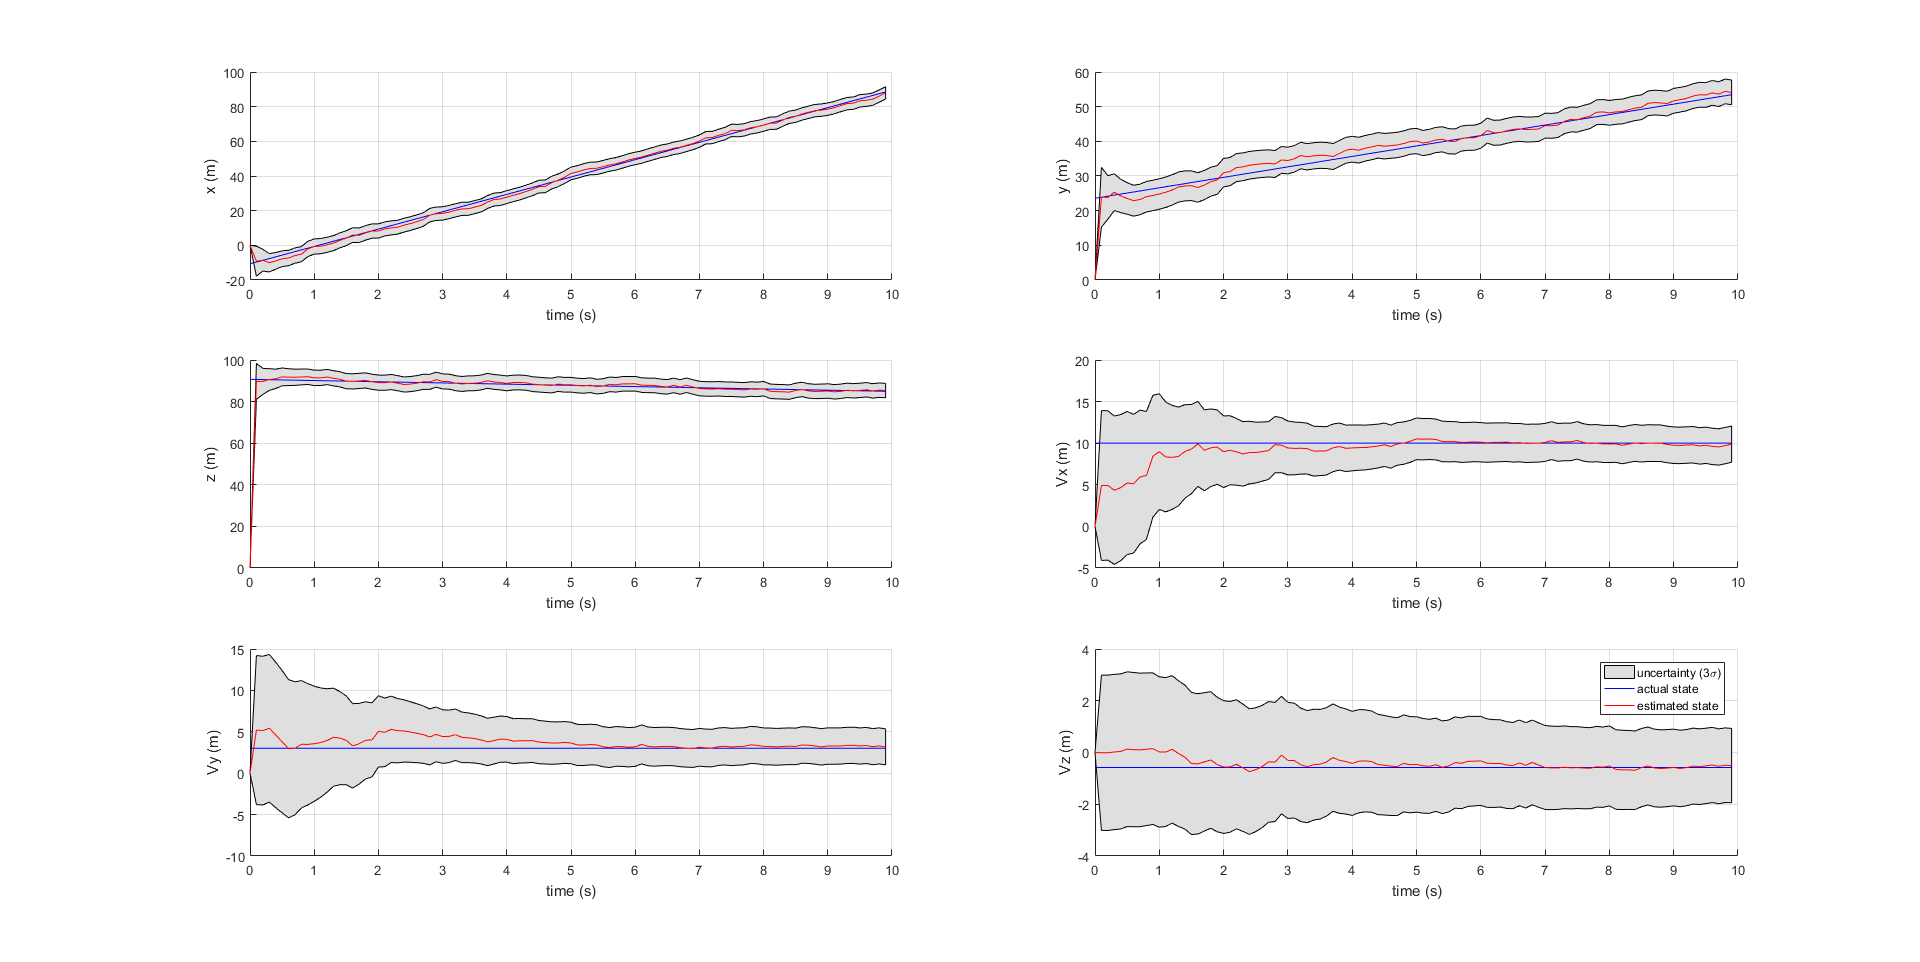 100
80
60
40
20
0
-20
x (m)
0 1 2 3 4 5 6 7 8 9 10
time (s)
60
50
40
30
20
10
0
y (m)
0 1 2 3 4 5 6 7 8 9 10
time (s)
100
80
60
40
20
0
z (m)
0 1 2 3 4 5 6 7 8 9 10
time (s)
20
15
10
5
0
-5
Vx (m)
0 1 2 3 4 5 6 7 8 9 10
time (s)
15
10
5
0
-5
-10
Vy (m)
0 1 2 3 4 5 6 7 8 9 10
time (s)
4
2
0
-2
-4
Vz (m)
uncertainty (3σ)
actual state
estimated state
0 1 2 3 4 5 6 7 8 9 10
time (s)